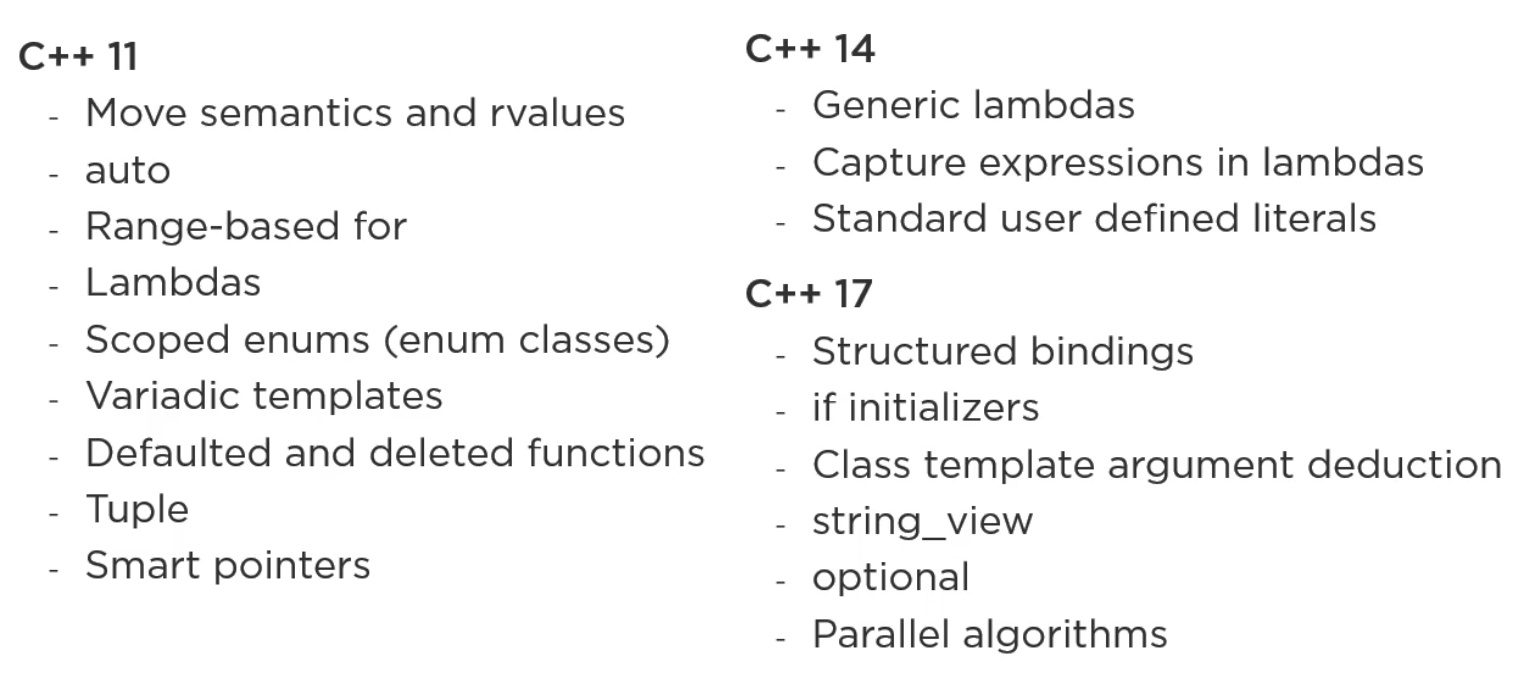 C++ 11
- Move semantics and rvalues
- auto
- Range-based for
- Lambdas
- Scoped enums (enum classes)
- Variadic templates
- Defaulted and deleted functions
- Tuple
- Smart pointers
C++ 14
- Generic lambdas
- Capture expressions in lambdas
- Standard user defined literals
C++ 17
- Structured bindings
- if initializers
- Class template argument deduction
- string_view
- optional
- Parallel algorithms